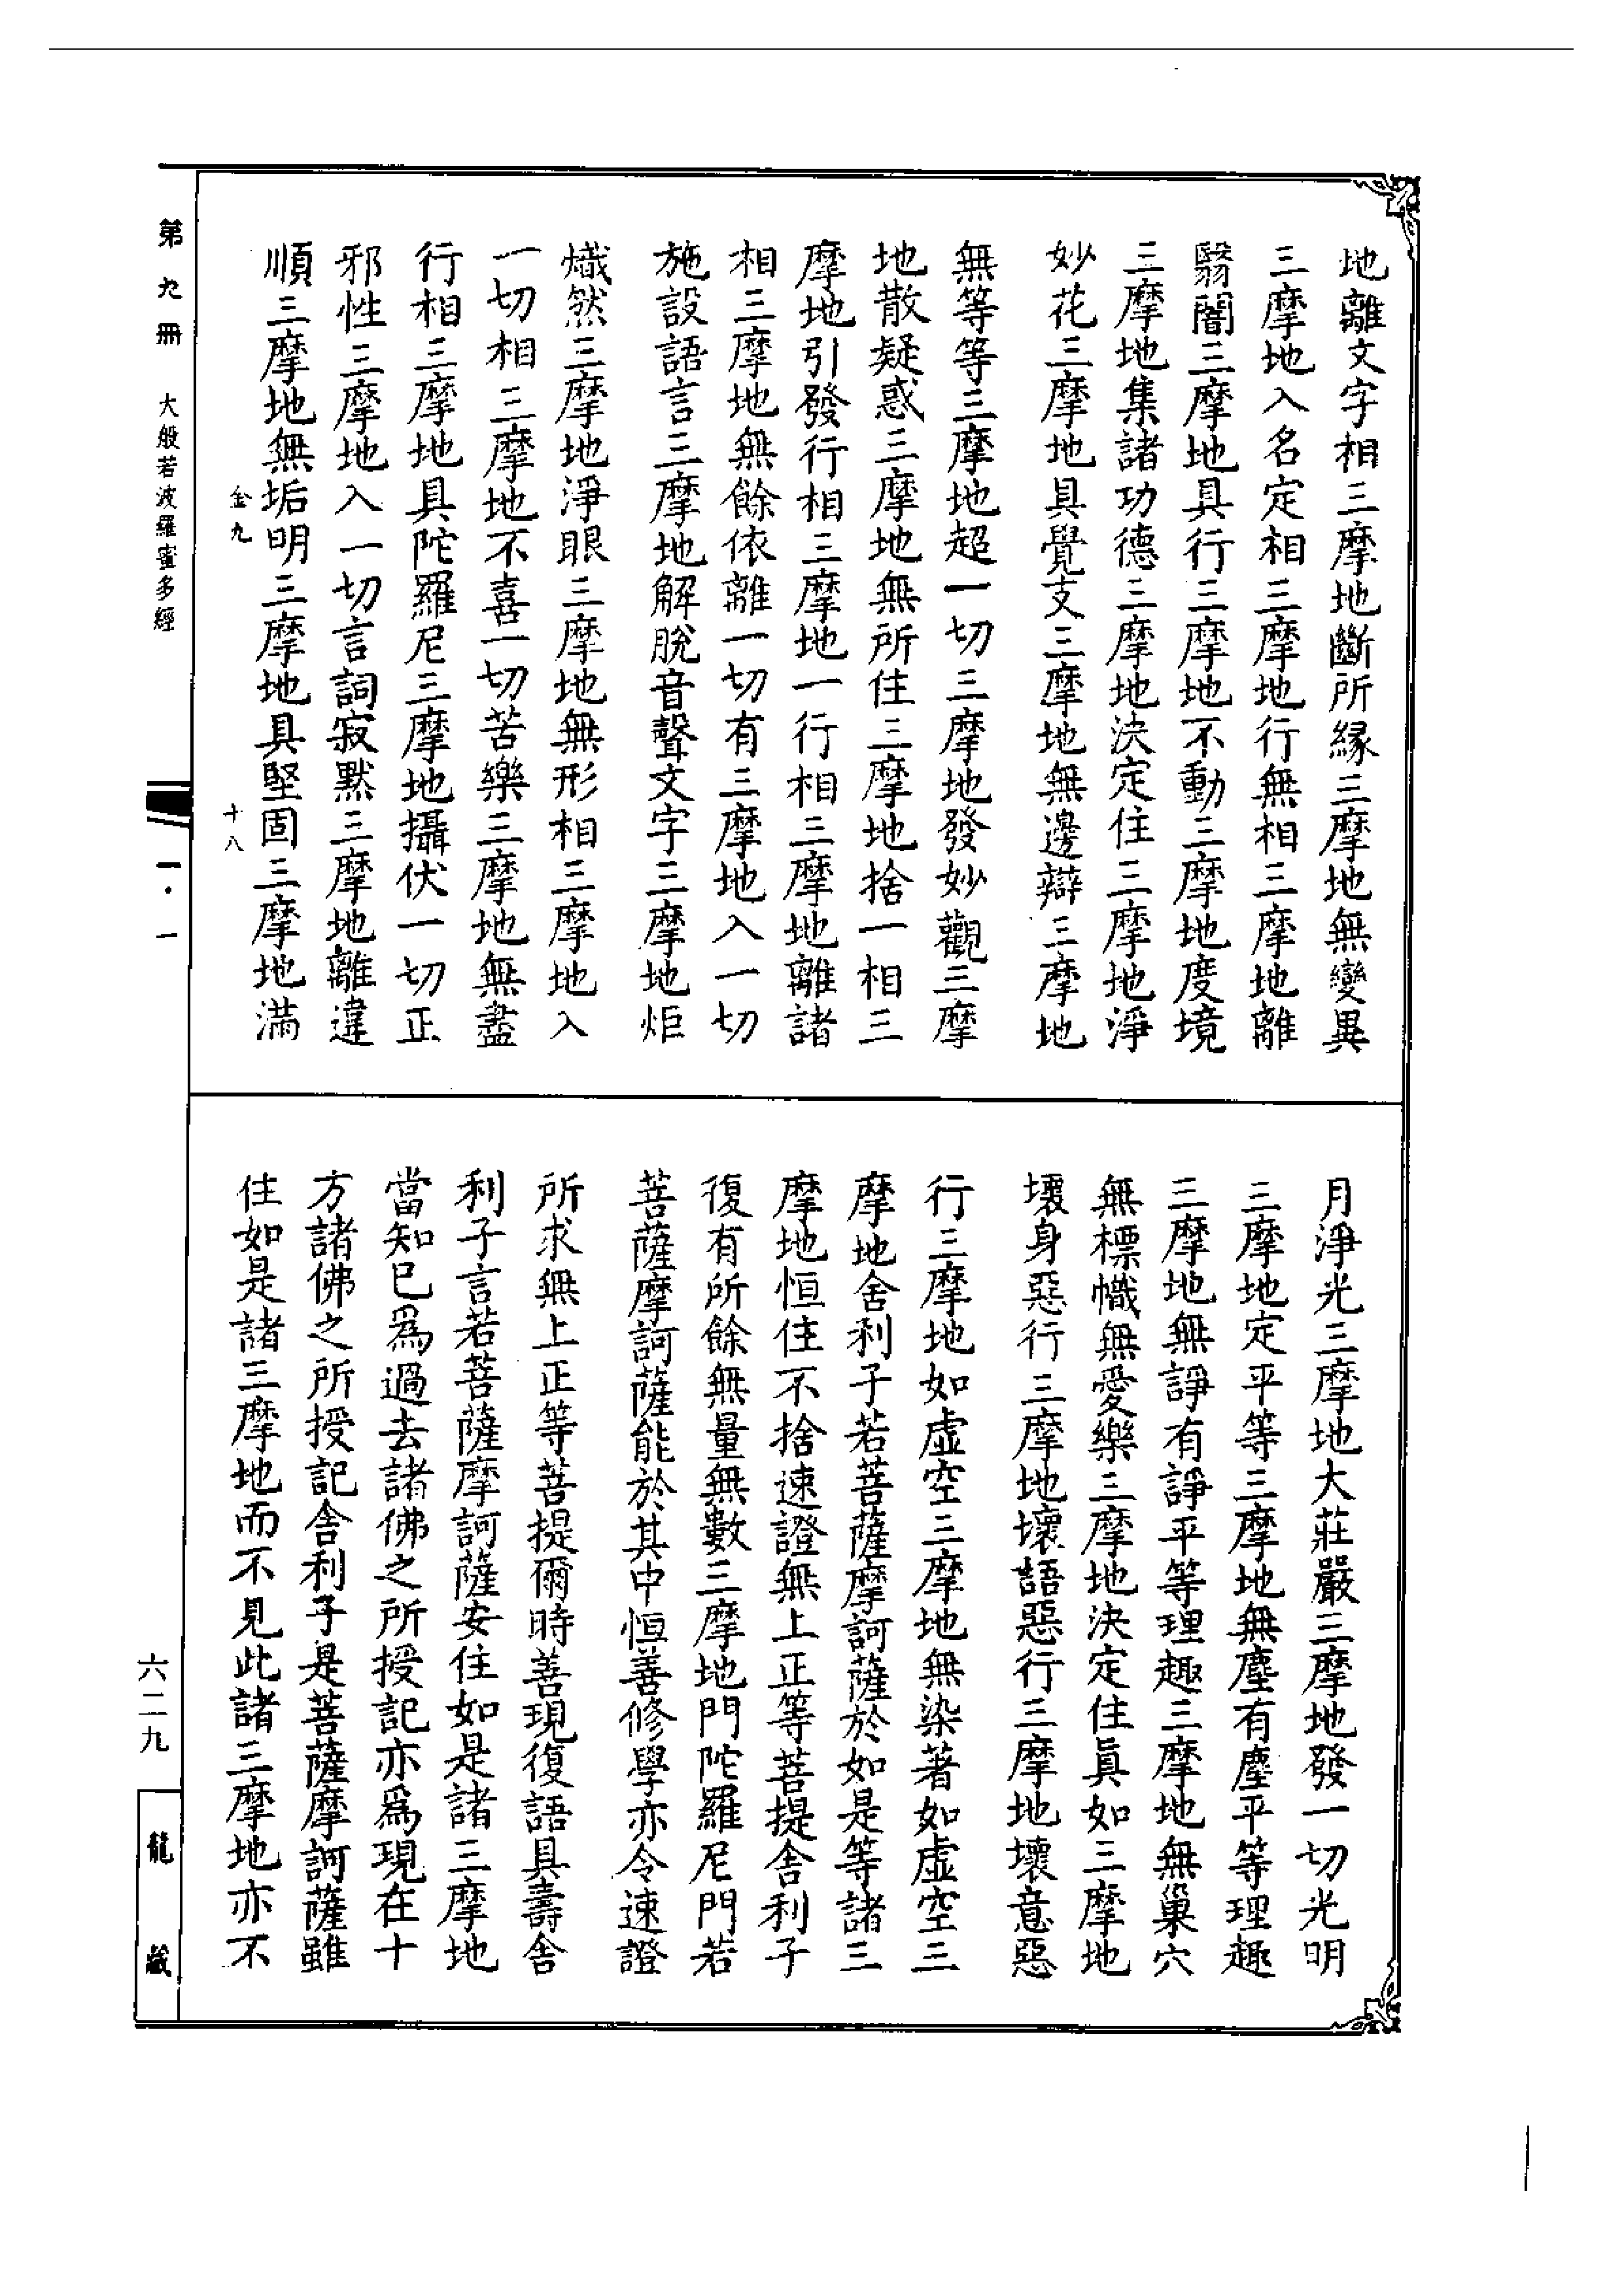 地離文字相三摩地斷所緣三摩地無變異
三摩地入名定相三摩地行無相三摩地離
翳闇三摩地具行三摩地不動三摩地度境
三摩地集諸功德三摩地決定住三摩地淨
妙花三摩地具覺支三摩地無邊辯三摩地
無等等三摩地超一切三摩地發妙觀三摩
地散疑惑三摩地無所住三摩地捨一相三
摩地引發行相三摩地一行相三摩地離諸
相三摩地無餘依離一切有三摩地入一切
施設語言三摩地解脫音聲文字三摩地炬
熾然三摩地淨眼三摩地無形相三摩地入
一切相三摩地不喜一切苦樂三摩地無盡
行相三摩地具陀羅尼三摩地攝伏一切正
邪性三摩地入一切言詞寂默三摩地離違
順三摩地無垢明三摩地具堅固三摩地滿
金九 十八
月淨光三摩地大莊嚴三摩地發一切光明
三摩地定平等三摩地無塵有塵平等理趣
三摩地無諍有諍平等理趣三摩地無巢穴
無標幟無愛樂三摩地決定住眞如三摩地
壞身惡行三摩地壞語惡行三摩地壞意惡
行三摩地如虛空三摩地無染著如虛空三
摩地舍利子若菩薩摩訶薩於如是等諸三
摩地恒住不捨速證無上正等菩提舍利子
復有所餘無量無數三摩地門陀羅尼門若
菩薩摩訶薩能於其中恒善修學亦令速證
所求無上正等菩提爾時善現復語具壽舍
利子言若菩薩摩訶薩安住如是諸三摩地
當知已爲過去諸佛之所授記亦爲現在十
方諸佛之所授記舍利子是菩薩摩訶薩雖
住如是諸三摩地而不見此諸三摩地亦不
第九冊 大般若波羅蜜多經 一·一 六二九 龍藏